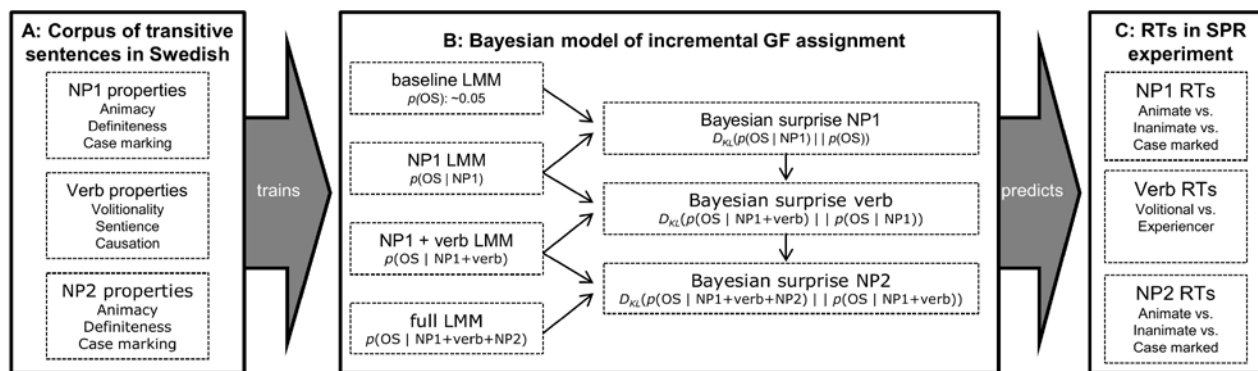 A: Corpus of transitive
sentences in Swedish
NP1 properties
Animacy
Definiteness
Case marking
Verb properties
Volitionality
Sentience
Causation
NP2 properties
Animacy
Definiteness
Case marking
trains
B: Bayesian model of incremental GF assignment
baseline LMM
p(OS): ~0.05
NP1 LMM
p(OS | NP1)
NP1 + verb LMM
p(OS | NP1+verb)
full LMM
p(OS | NP1+verb+NP2)
Bayesian surprise NP1
D_KL(p(OS | NP1) | | p(OS))
Bayesian surprise verb
D_KL(p(OS | NP1+verb) | | p(OS | NP1))
Bayesian surprise NP2
D_KL(p(OS | NP1+verb+NP2) | | p(OS | NP1+verb))
predicts
C: RTs in SPR
experiment
NP1 RTs
Animate vs.
Inanimate vs.
Case marked
Verb RTs
Volitional vs.
Experiencer
NP2 RTs
Animate vs.
Inanimate vs.
Case marked